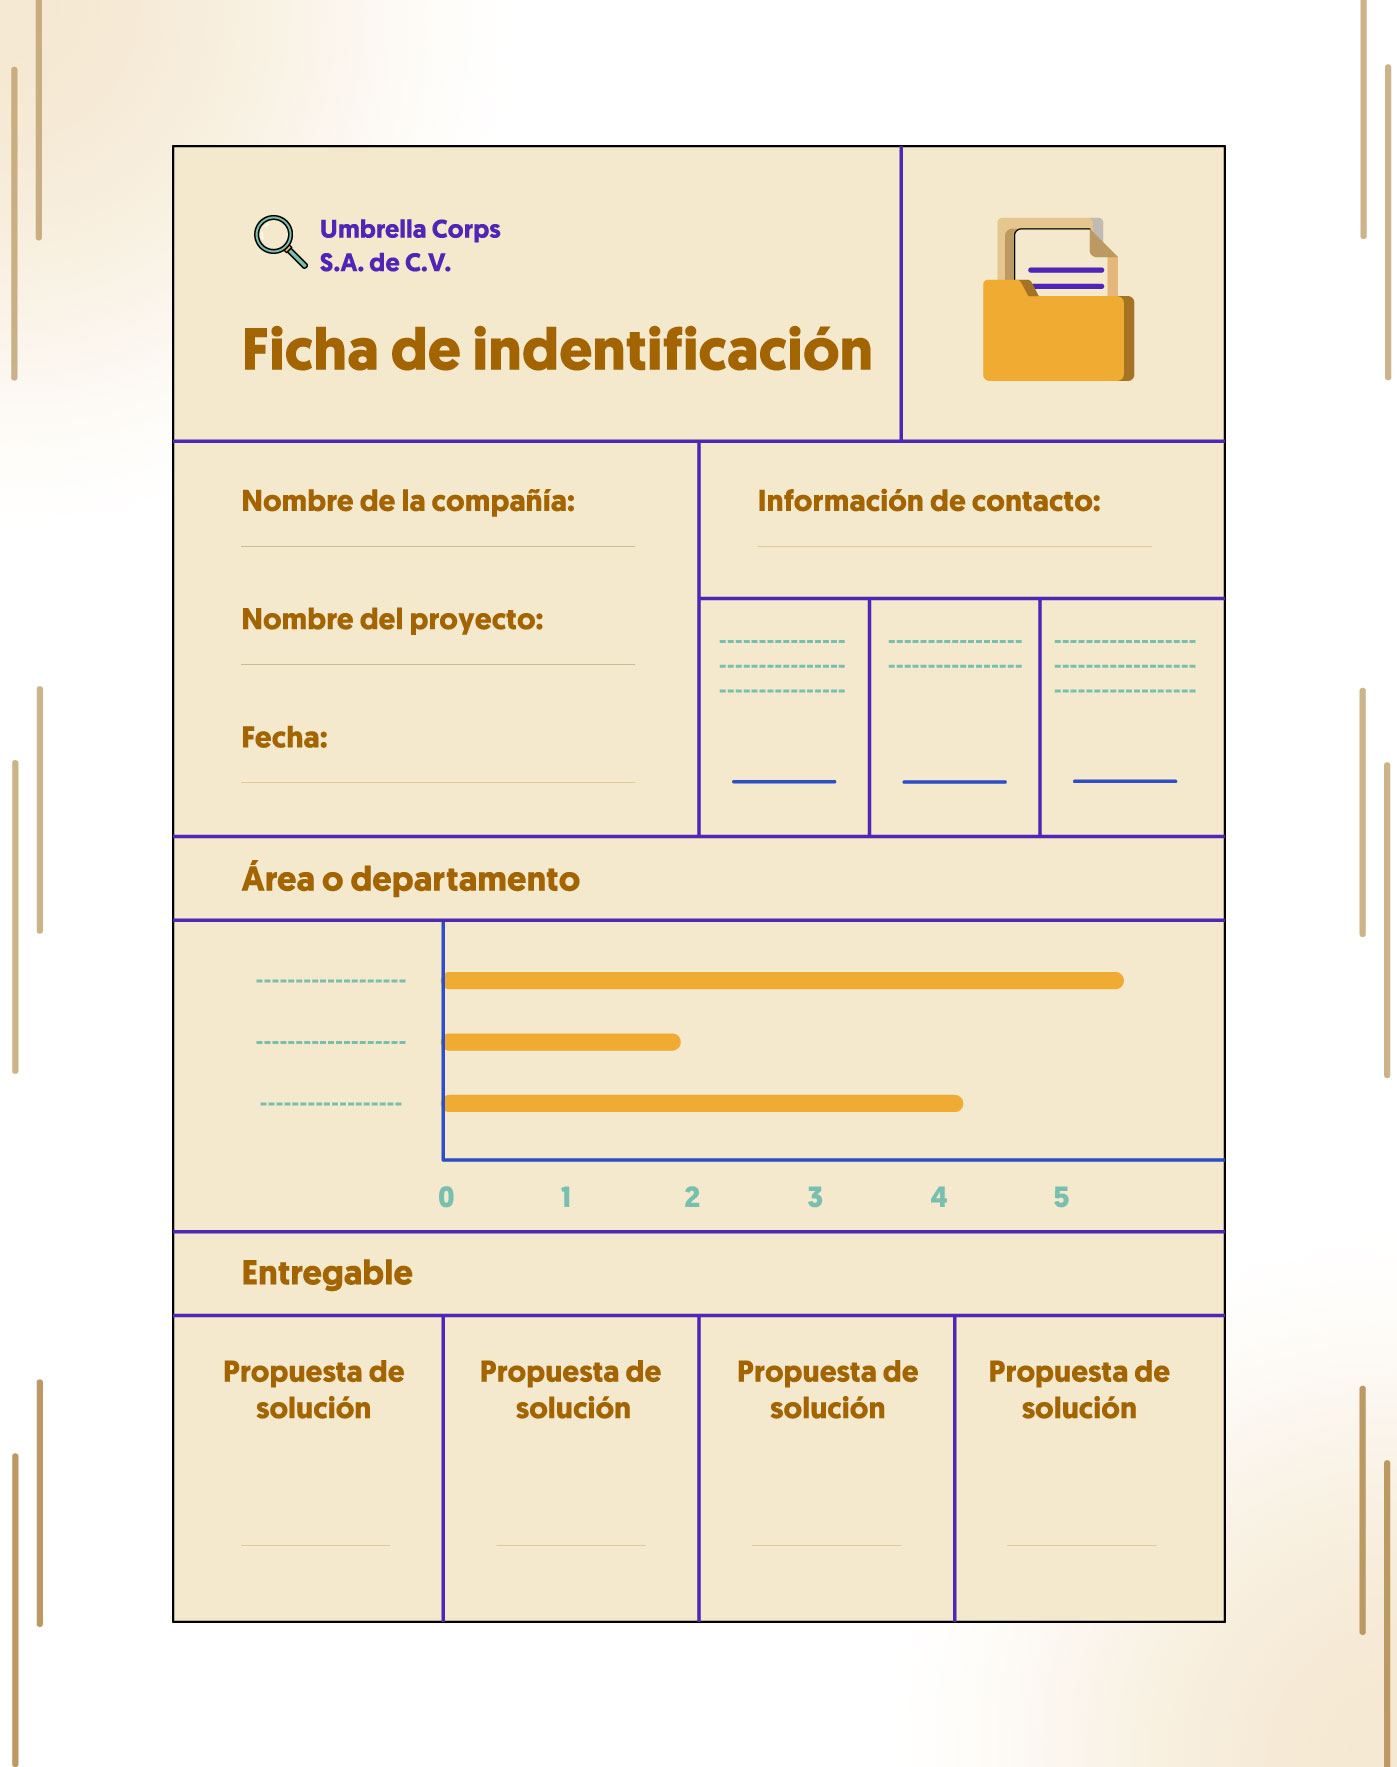 Umbrella Corps
S.A. de C.V.
Ficha de indentificación
Nombre de la compañía:
Información de contacto:
Nombre del proyecto:
Fecha:
Área o departamento
0 1 2 3 4 5
Entregable
Propuesta de
solución
Propuesta de
solución
Propuesta de
solución
Propuesta de
solución